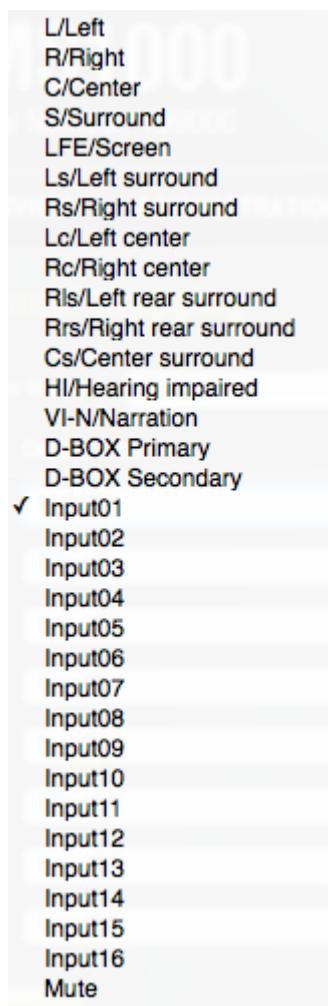 L/Left
R/Right
C/Center
S/Surround
LFE/Screen
Ls/Left surround
Rs/Right surround
Lc/Left center
Rc/Right center
Rls/Left rear surround
Rrs/Right rear surround
Cs/Center surround
HI/Hearing impaired
VI-N/Narration
D-BOX Primary
D-BOX Secondary
✓ Input01
Input02
Input03
Input04
Input05
Input06
Input07
Input08
Input09
Input10
Input11
Input12
Input13
Input14
Input15
Input16
Mute